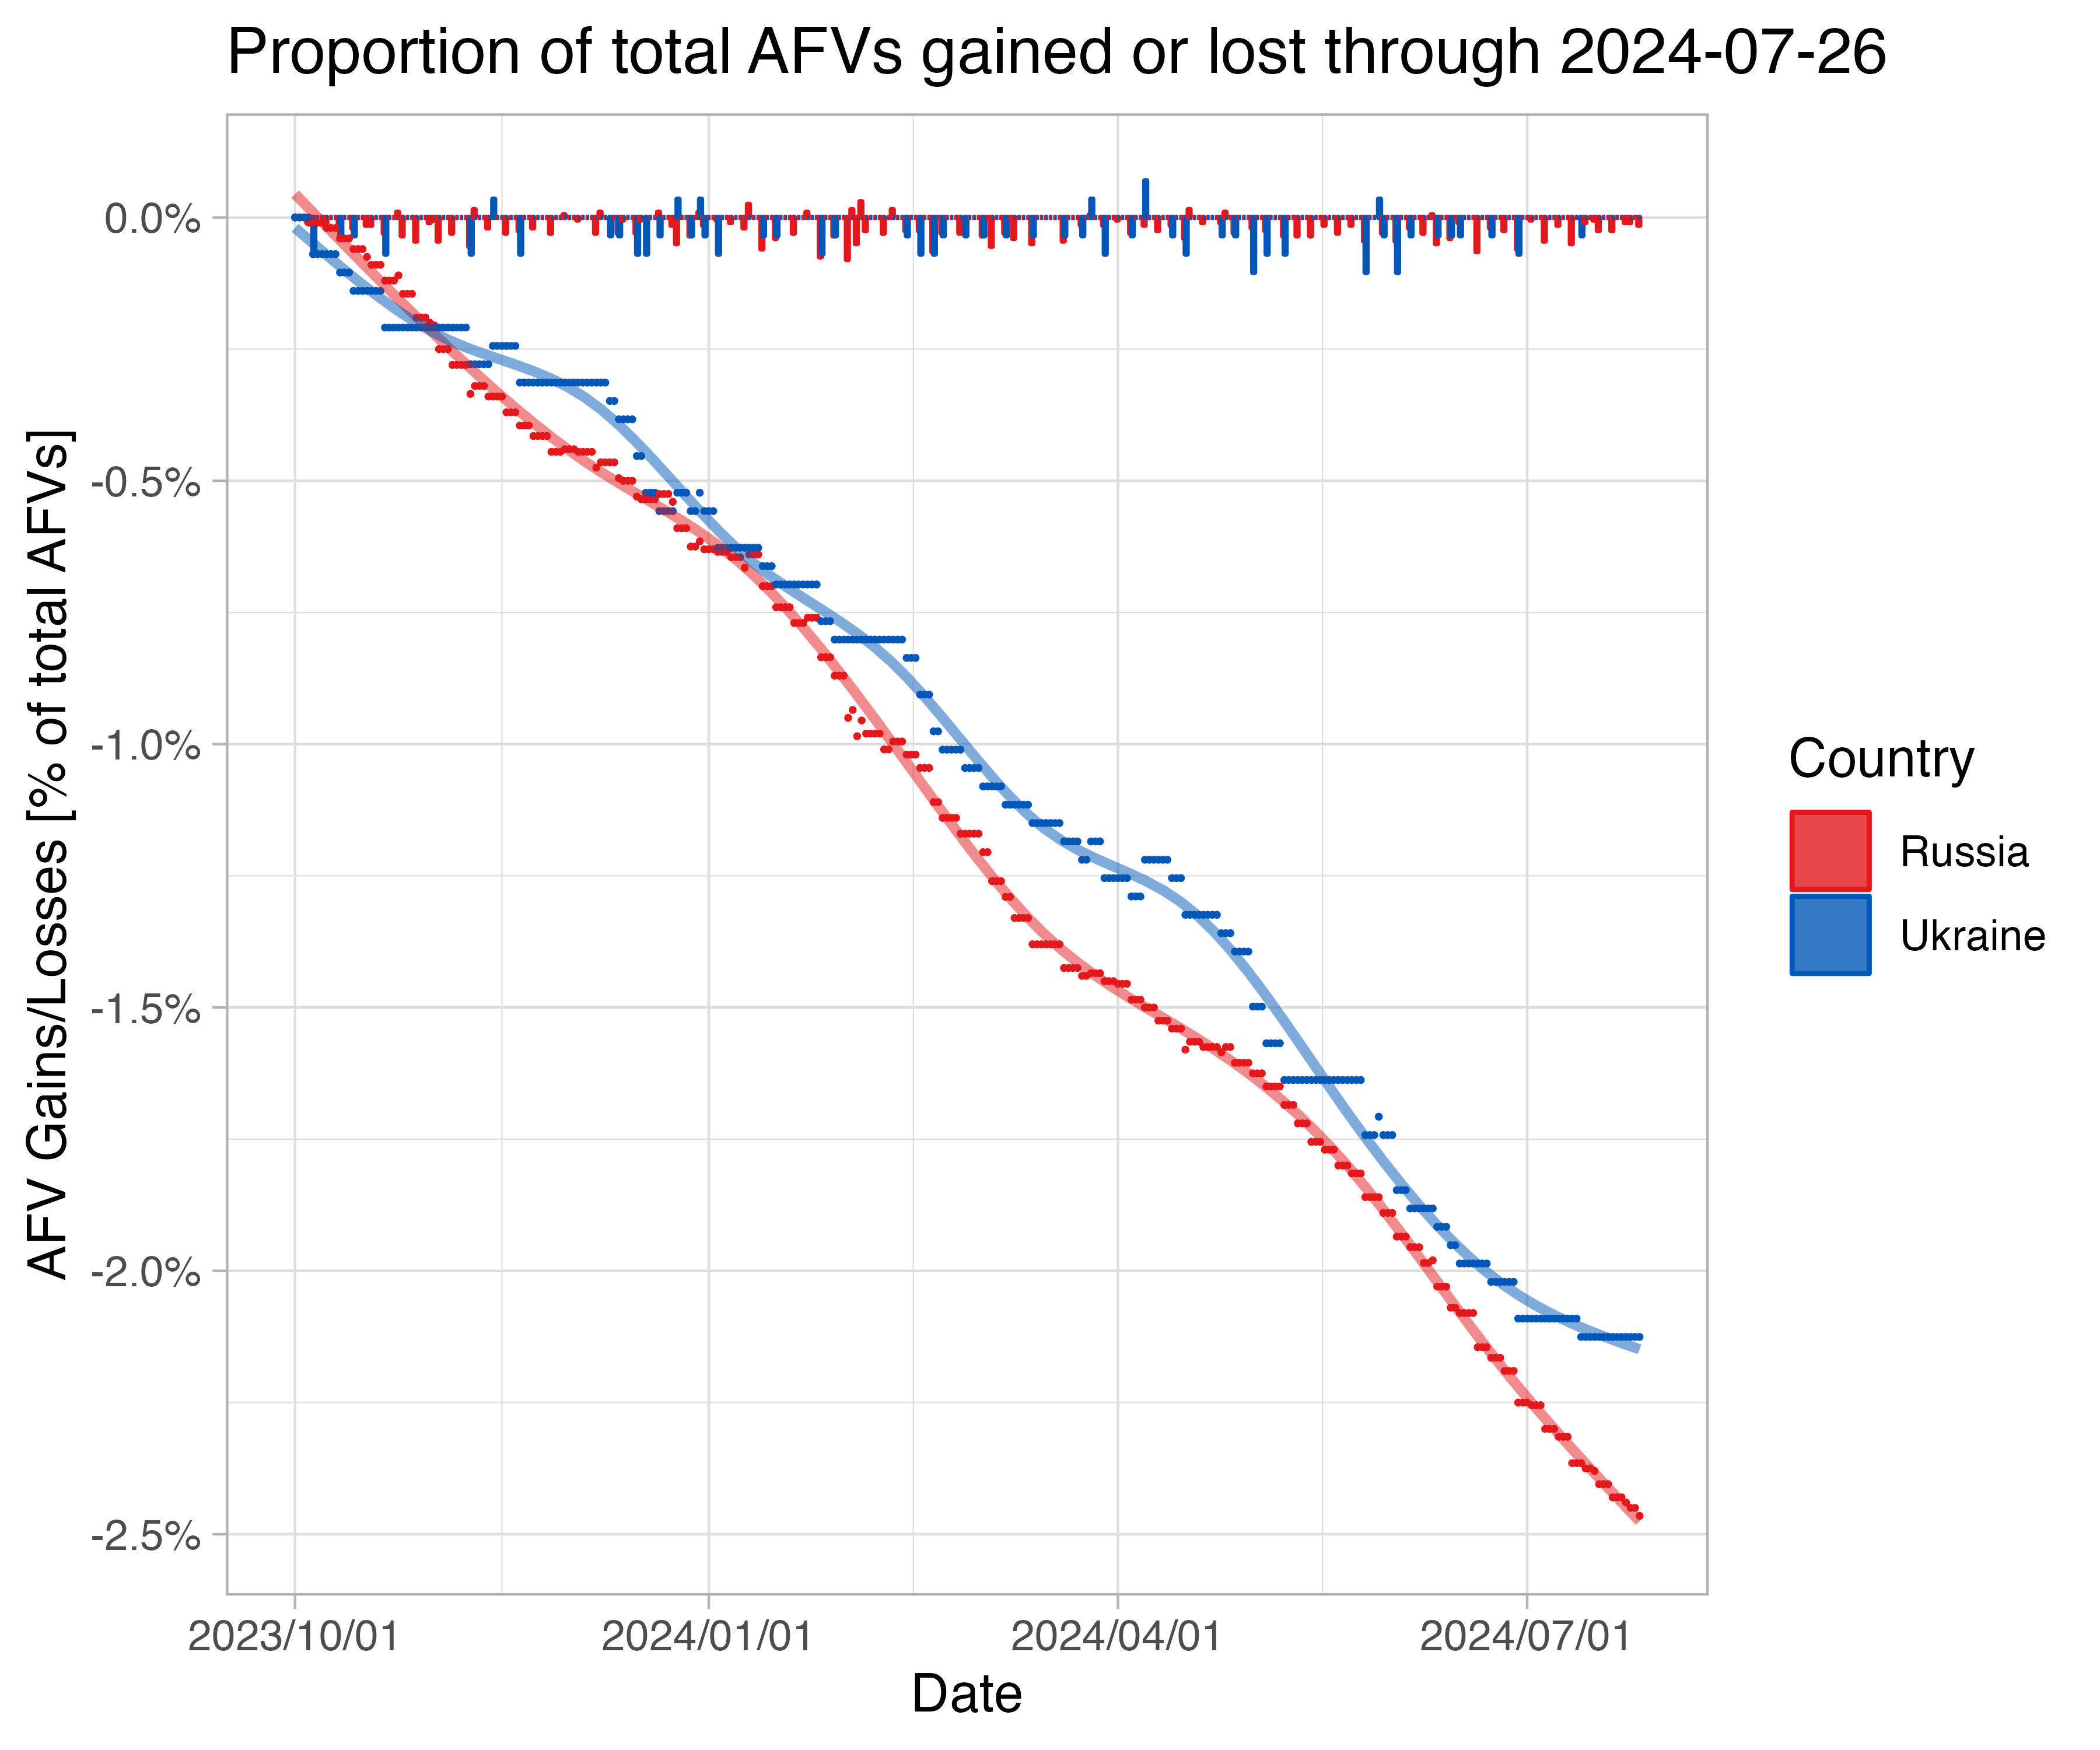 Proportion of total AFVs gained or lost through 2024-07-26
AFV Gains/Losses [% of total AFVs]
0.0%
-0.5%
-1.0%
-1.5%
-2.0%
-2.5%
2023/10/01
2024/01/01
2024/04/01
2024/07/01
Date
Country
Russia
Ukraine